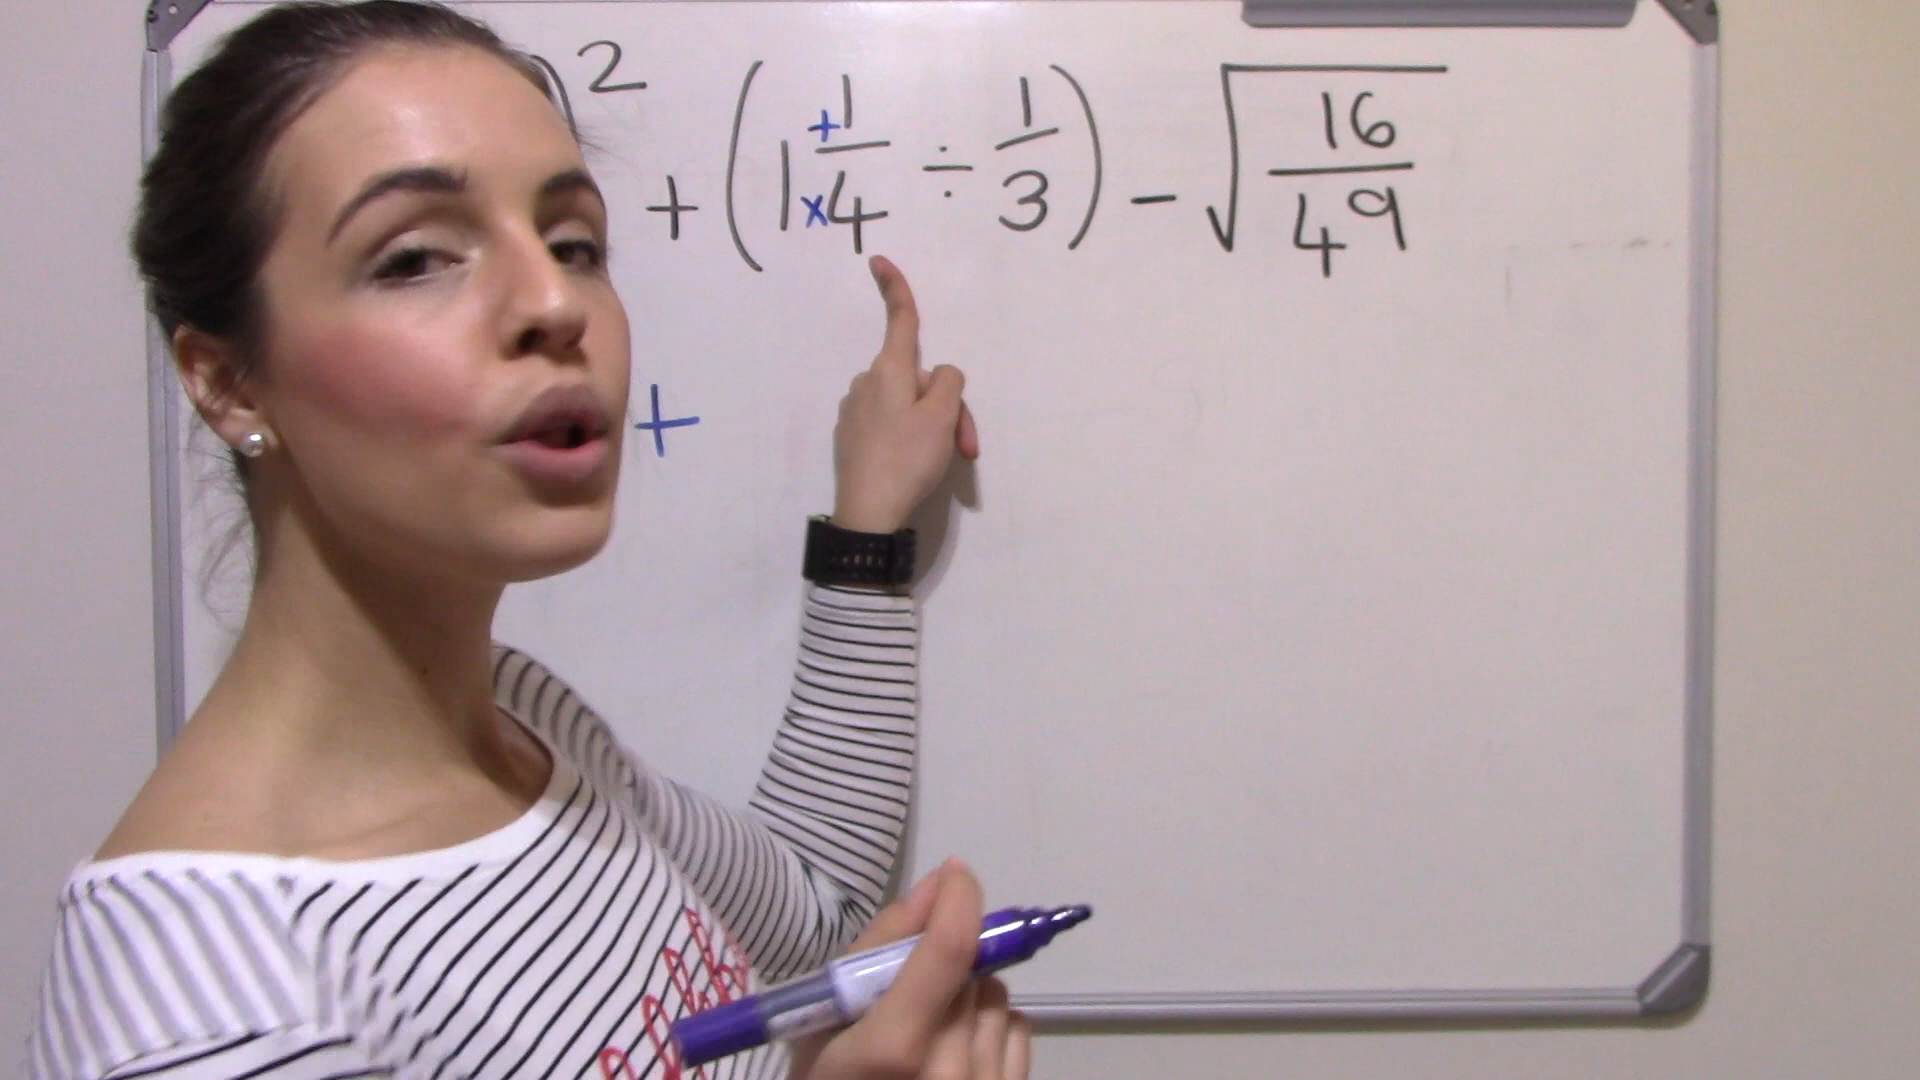 )² + (1 + 1/4 × ÷ 1/3) - √16/49
+